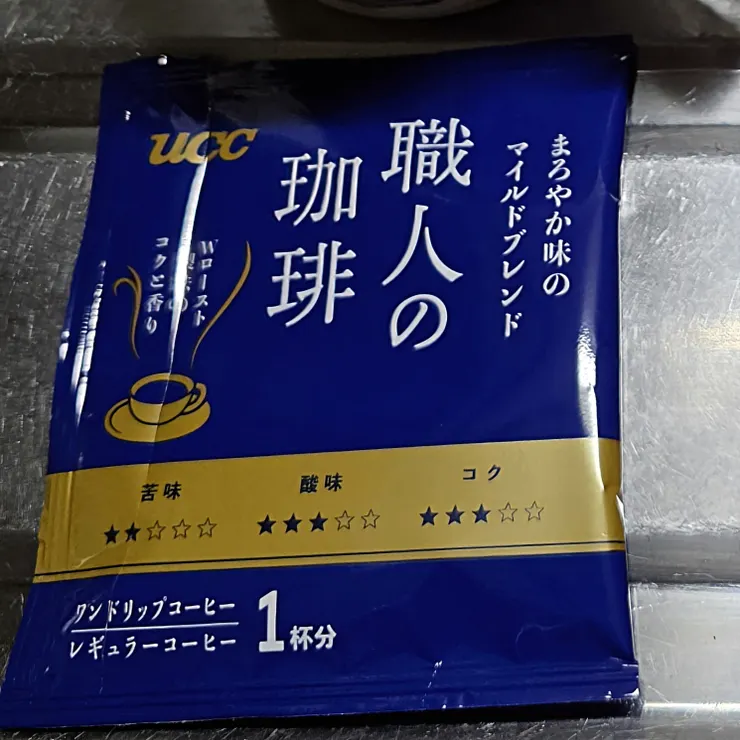 ucc
職人の
珈琲
まろやか味の
マイルドブレンド
Wロースト
コクと香り
苦味
★★☆☆☆
酸味
★★★☆☆
コク
★★★☆☆
ワンドリップコーヒー
レギュラーコーヒー
1杯分